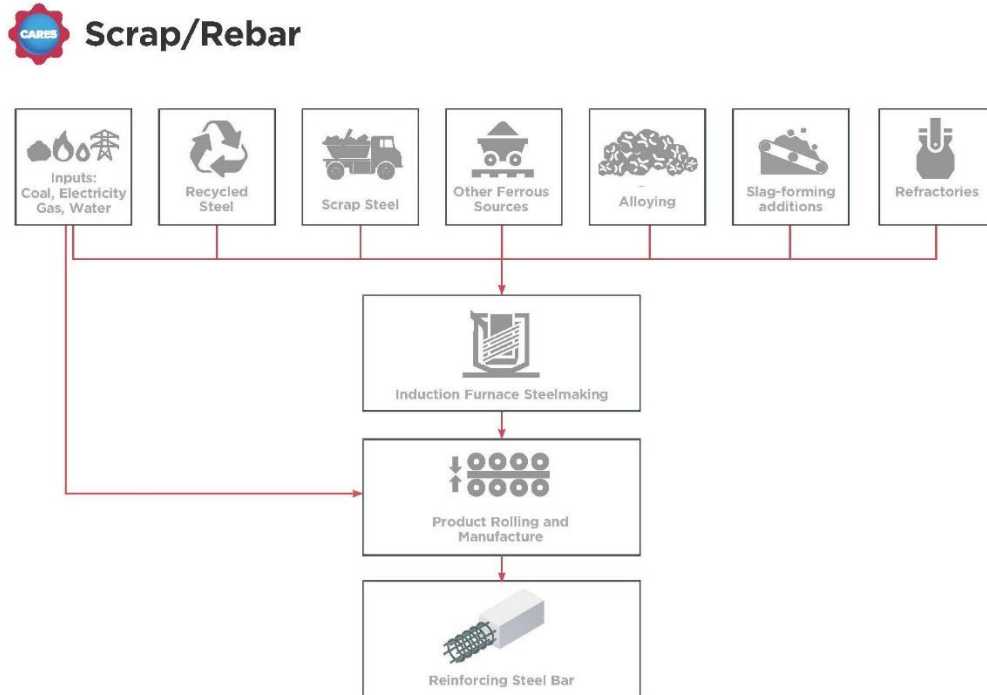 CARES
Scrap/Rebar
Inputs:
Coal, Electricity
Gas, Water
Recycled
Steel
Scrap Steel
Other Ferrous
Sources
Alloying
Slag-forming
additions
Refractories
Induction Furnace Steelmaking
Product Rolling and
Manufacture
Reinforcing Steel Bar